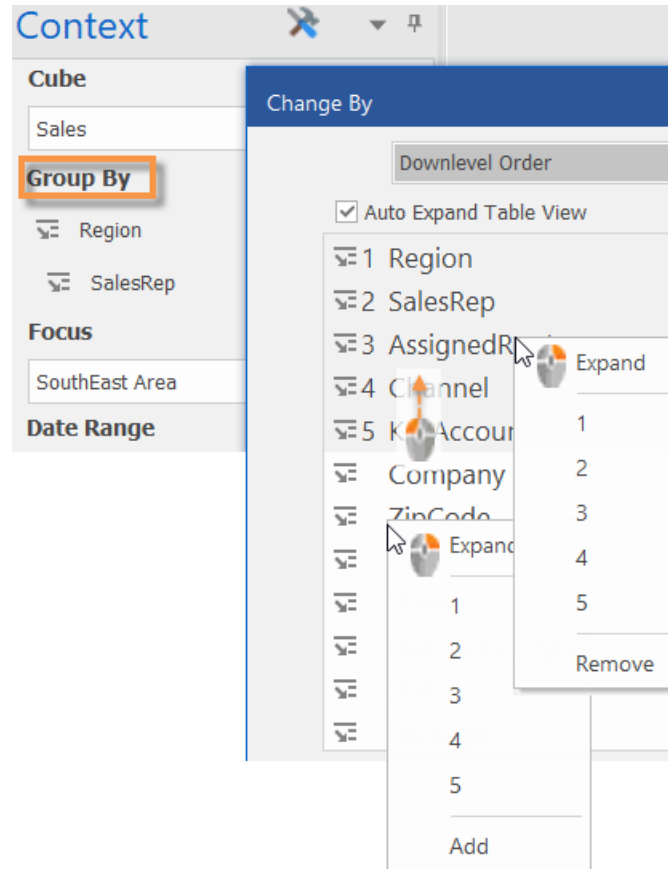 Context
Cube
Sales
Group By
Region
SalesRep
Focus
SouthEast Area
Date Range
Change By
Downlevel Order
Auto Expand Table View
1 Region
2 SalesRep
3 AssignedR
4 Channel
5 Accou
Company
ZipCode
Expand
1
2
3
4
5
Remove
Expand
1
2
3
4
5
Add